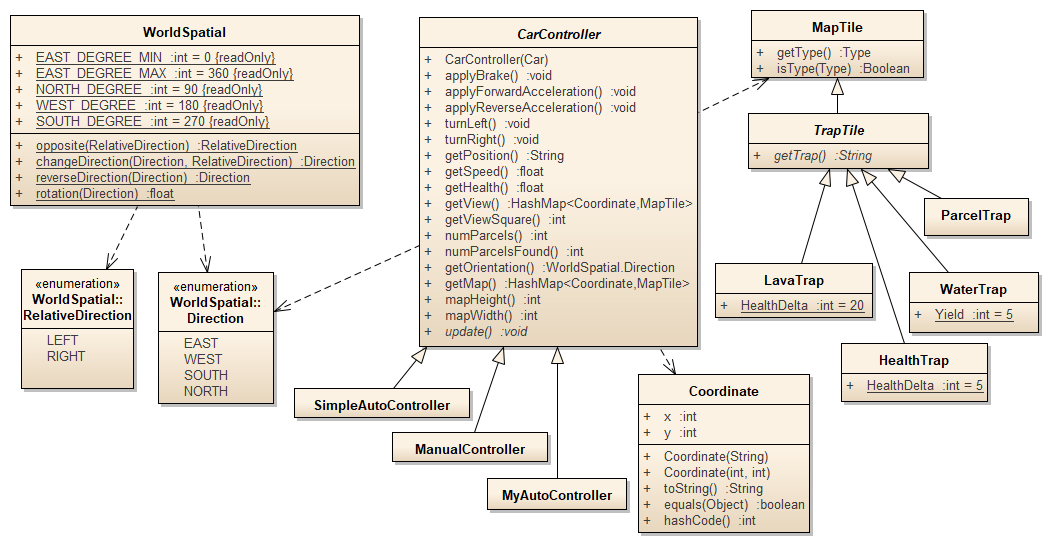 WorldSpatial
+ EAST_DEGREE_MIN :int = 0 {readOnly}
+ EAST_DEGREE_MAX :int = 360 {readOnly}
+ NORTH_DEGREE :int = 90 {readOnly}
+ WEST_DEGREE :int = 180 {readOnly}
+ SOUTH_DEGREE :int = 270 {readOnly}
+ opposite(RelativeDirection) :RelativeDirection
+ changeDirection(Direction, RelativeDirection) :Direction
+ reverseDirection(Direction) :Direction
+ rotation(Direction) :float
«enumeration»
WorldSpatial::
RelativeDirection
LEFT
RIGHT
«enumeration»
WorldSpatial::
Direction
EAST
WEST
SOUTH
NORTH
CarController
+ CarController(Car)
+ applyBrake() :void
+ applyForwardAcceleration() :void
+ applyReverseAcceleration() :void
+ turnLeft() :void
+ turnRight() :void
+ getPosition() :String
+ getSpeed() :float
+ getHealth() :float
+ getView() :HashMap<Coordinate,MapTile>
+ getViewSquare() :int
+ numParcels() :int
+ numParcelsFound() :int
+ getOrientation() :WorldSpatial.Direction
+ getMap() :HashMap<Coordinate,MapTile>
+ mapHeight() :int
+ mapWidth() :int
+ update() :void
SimpleAutoController
ManualController
MyAutoController
Coordinate
+ x :int
+ y :int
+ Coordinate(String)
+ Coordinate(int, int)
+ toString() :String
+ equals(Object) :boolean
+ hashCode() :int
MapTile
+ getType() :Type
+ isType(Type) :Boolean
TrapTile
+ getTrap() :String
ParcelTrap
LavaTrap
+ HealthDelta :int = 20
WaterTrap
+ Yield :int = 5
HealthTrap
+ HealthDelta :int = 5